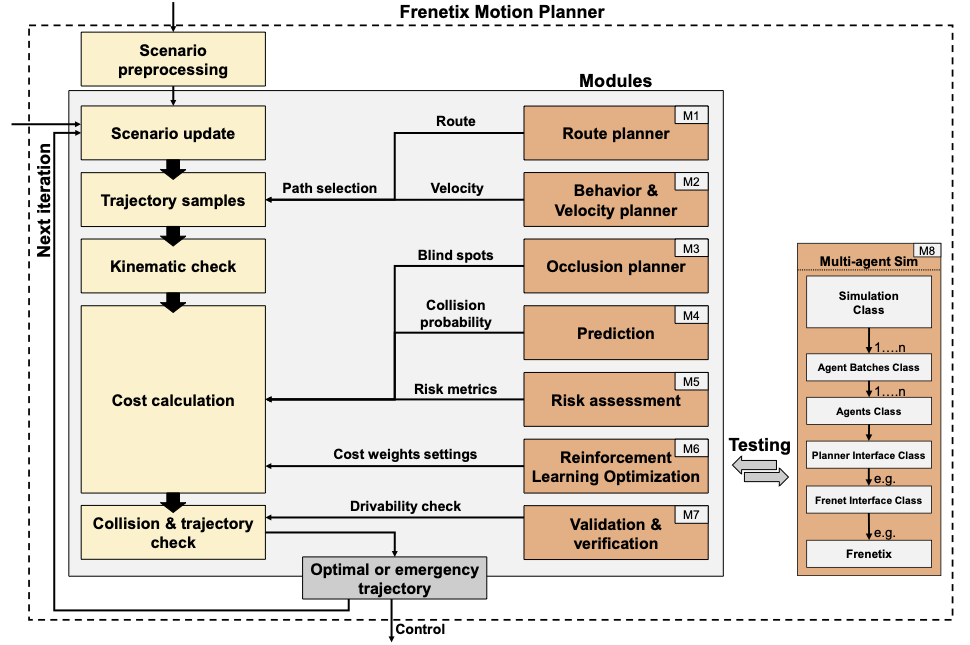 Frenetix Motion Planner
Scenario
preprocessing
Modules
Scenario update
Trajectory samples
Kinematic check
Cost calculation
Collision & trajectory
check
Next iteration
Route
Path selection
Velocity
Blind spots
Collision
probability
Risk metrics
Cost weights settings
Drivability check
M1
Route planner
M2
Behavior &
Velocity planner
M3
Occlusion planner
M4
Prediction
M5
Risk assessment
M6
Reinforcement
Learning Optimization
M7
Validation &
verification
Optimal or emergency
trajectory
Control
Testing
M8
Multi-agent Sim
Simulation
Class
1....n
Agent Batches Class
1....n
Agents Class
Planner Interface Class
e.g.
Frenet Interface Class
e.g.
Frenetix